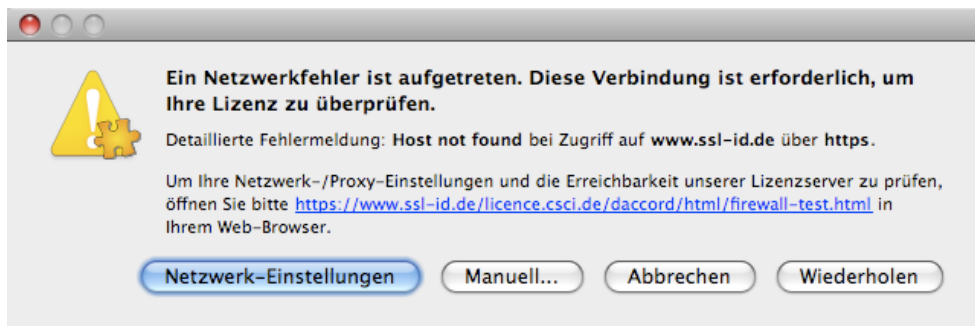 Ein Netzwerkfehler ist aufgetreten. Diese Verbindung ist erforderlich, um
Ihre Lizenz zu überprüfen.
Detaillierte Fehlermeldung: Host not found bei Zugriff auf www.ssl-id.de über https.
Um Ihre Netzwerk-/Proxy-Einstellungen und die Erreichbarkeit unserer Lizenzserver zu prüfen,
öffnen Sie bitte https://www.ssl-id.de/licence.csci.de/daccord/html/firewall-test.html in
Ihrem Web-Browser.
Netzwerk-Einstellungen Manuell... Abbrechen Wiederholen